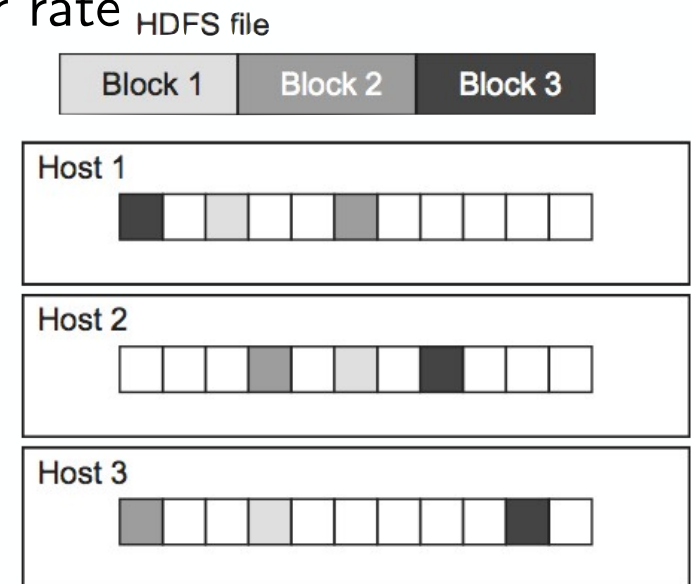 rate
HDFS file
Block 1 Block 2 Block 3
Host 1
Host 2
Host 3